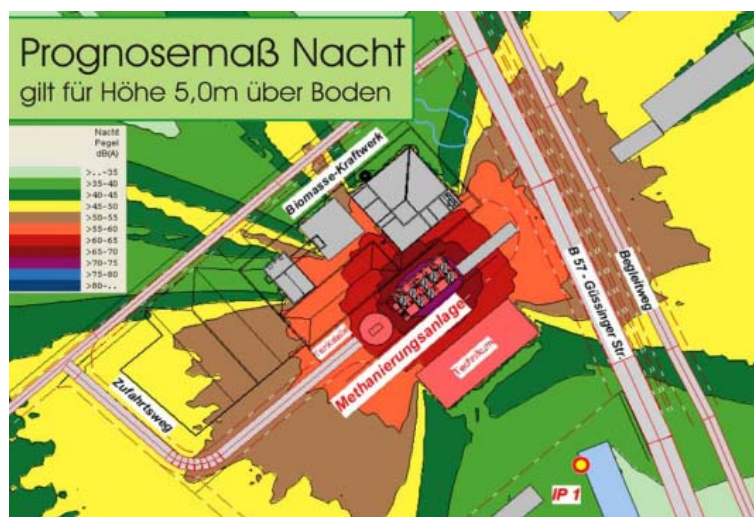 Prognosemaß Nacht
gilt für Höhe 5,0m über Boden
Nacht
Pegel
dB(A)
>..-35
>35-40
>40-45
>45-50
>50-55
>55-60
>60-65
>65-70
>70-75
>75-80
>80-..
Biomasse-Kraftwerk
B 57 - Güssinger Str.
Begleitweg
Tankstelle
Methanierungsanlage
Technikum
Zufahrtsweg
IP 1